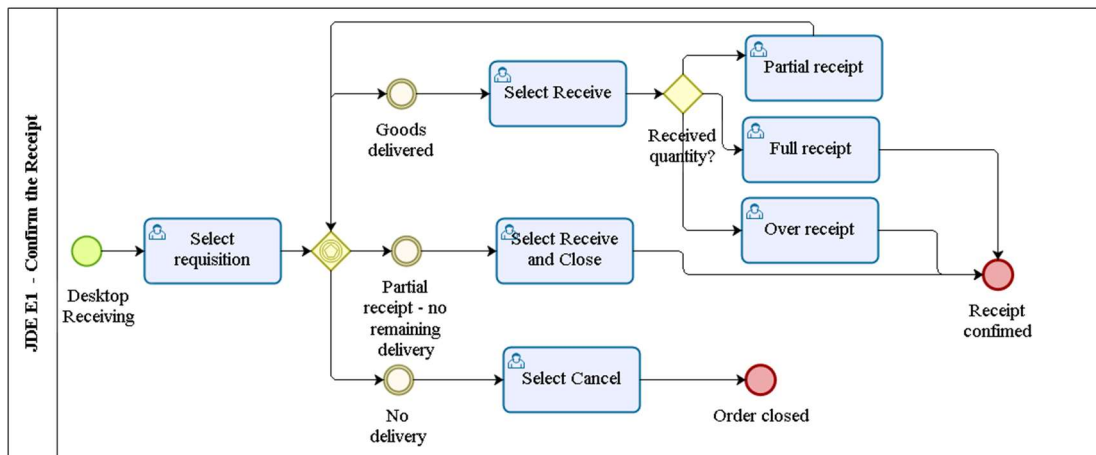 JDE E1 - Confirm the Receipt
Desktop
Receiving
Select
requisition
Goods
delivered
Select Receive
Received
quantity?
Partial receipt
Full receipt
Over receipt
Partial
receipt - no
remaining
delivery
Select Receive
and Close
Receipt
confimed
No
delivery
Select Cancel
Order closed